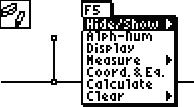 F5
Hide/Show
Alph-Num
Display
Measure
Coord. & Eq.
Calculate
Clear